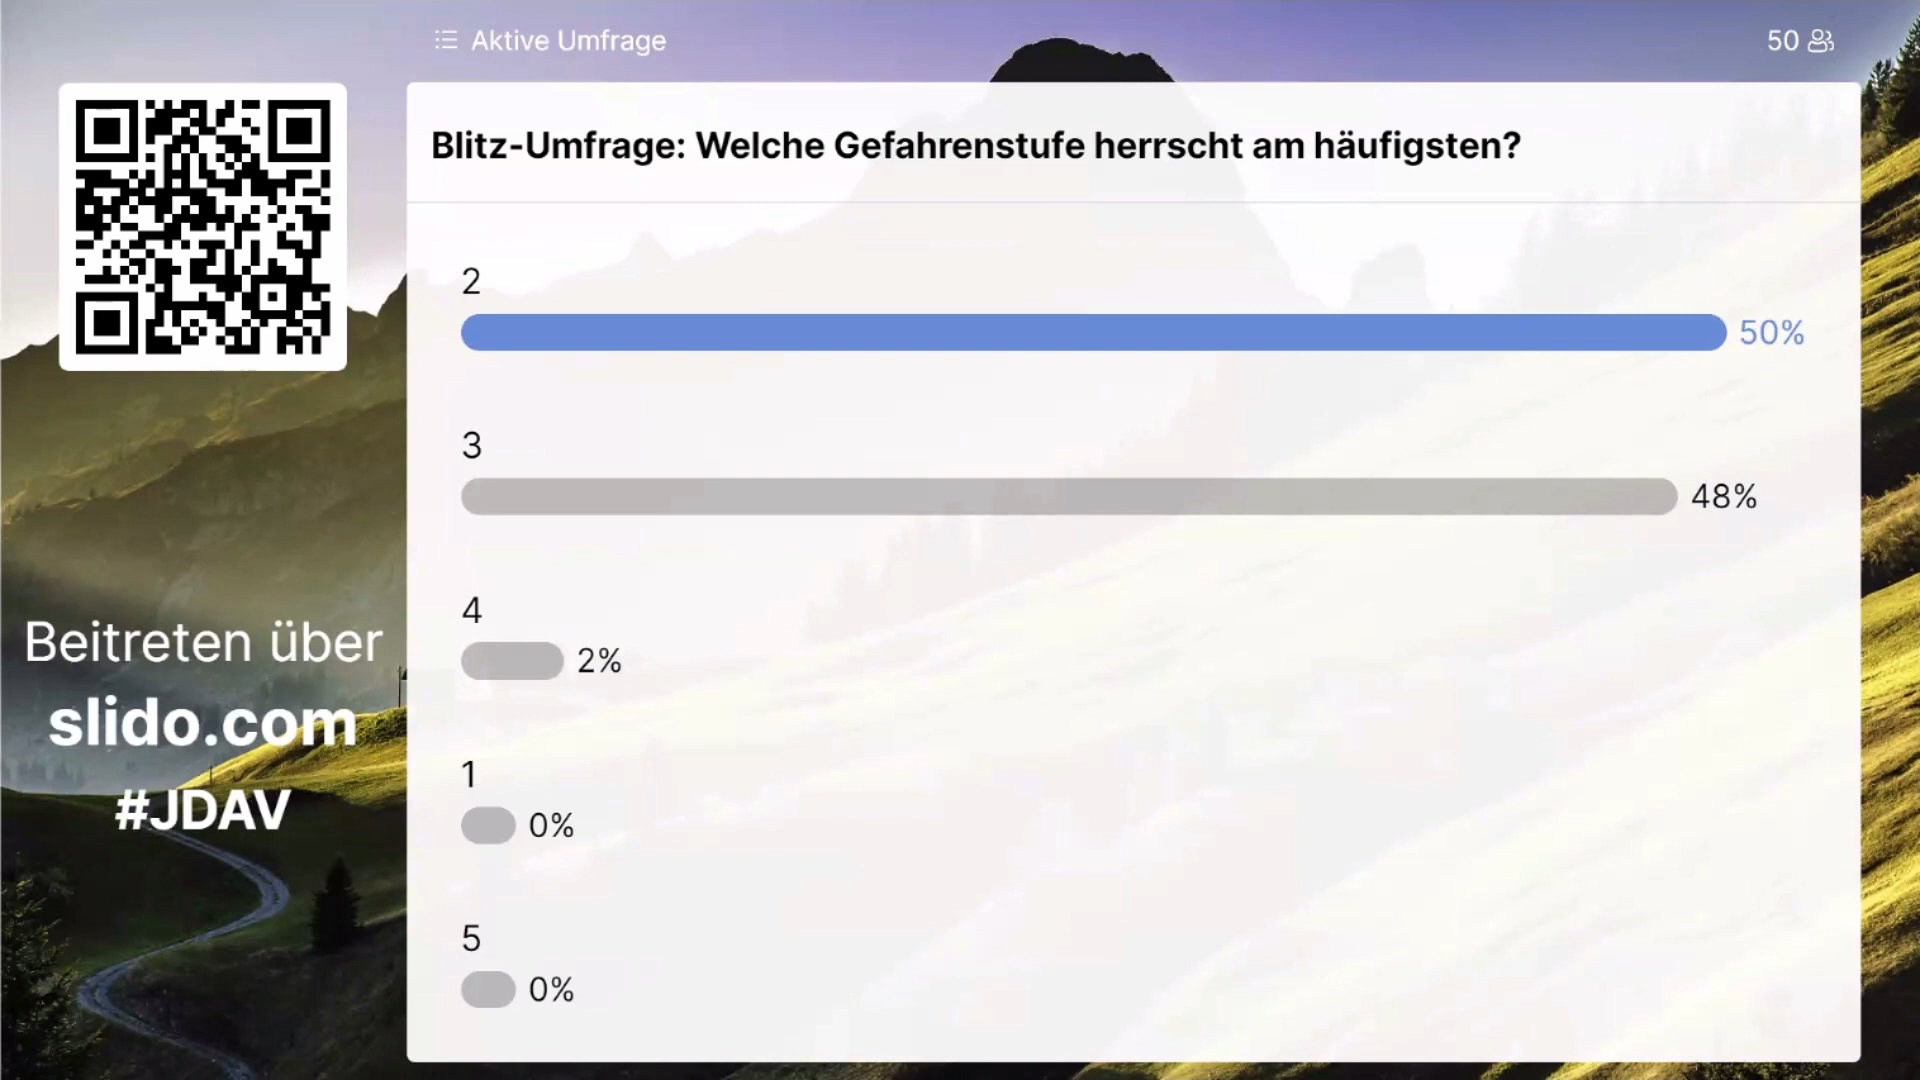 Aktive Umfrage
50
Blitz-Umfrage: Welche Gefahrenstufe herrscht am häufigsten?
2
50%
3
48%
4
2%
1
0%
5
0%
Beitreten über
slido.com
#JDAV